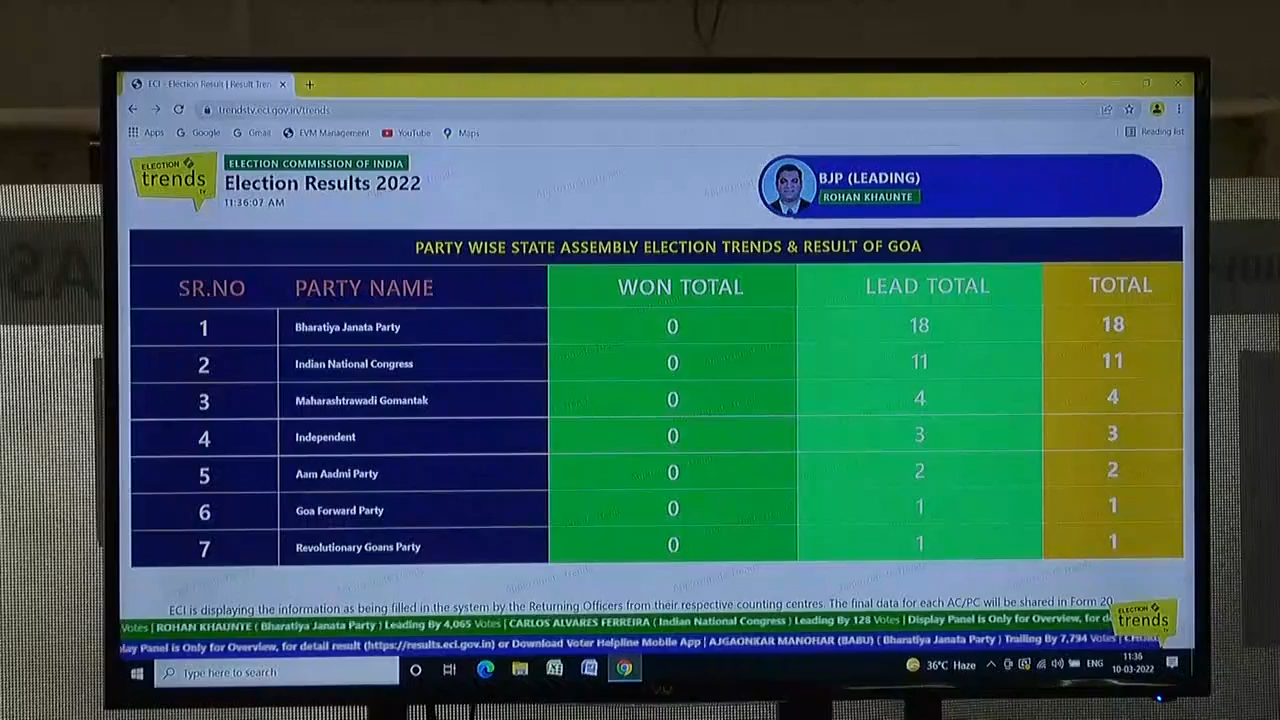 ECI - Election Result | Result Tren
trendstv.eci.gov.in/trends
Apps Google Gmail EVM Management YouTube Maps Reading list
ELECTION
trends
tv
ELECTION COMMISSION OF INDIA
Election Results 2022
11:36:07 AM
BJP (LEADING)
ROHAN KHAUNTE
PARTY WISE STATE ASSEMBLY ELECTION TRENDS & RESULT OF GOA
SR.NO PARTY NAME WON TOTAL LEAD TOTAL TOTAL
1 Bharatiya Janata Party 0 18 18
2 Indian National Congress 0 11 11
3 Maharashtrawadi Gomantak 0 4 4
4 Independent 0 3 3
5 Aam Aadmi Party 0 2 2
6 Goa Forward Party 0 1 1
7 Revolutionary Goans Party 0 1 1
ECI is displaying the information as being filled in the system by the Returning Officers from their respective counting centres. The final data for each AC/PC will be shared in Form 20
Votes | ROHAN KHAUNTE ( Bharatiya Janata Party ) Leading By 4,065 Votes | CARLOS ALVARES FERREIRA ( Indian National Congress ) Leading By 128 Votes | Display Panel is Only for Overview, for d
lay Panel is Only for Overview, for detail result (https://results.eci.gov.in) or Download Voter Helpline Mobile App | AJGAONKAR MANOHAR (BABU) ( Bharatiya Janata Party ) Trailing By 7,794 Votes |
ELECTION
trends
tv
Type here to search
36°C Haze ENG
11:36
10-03-2022